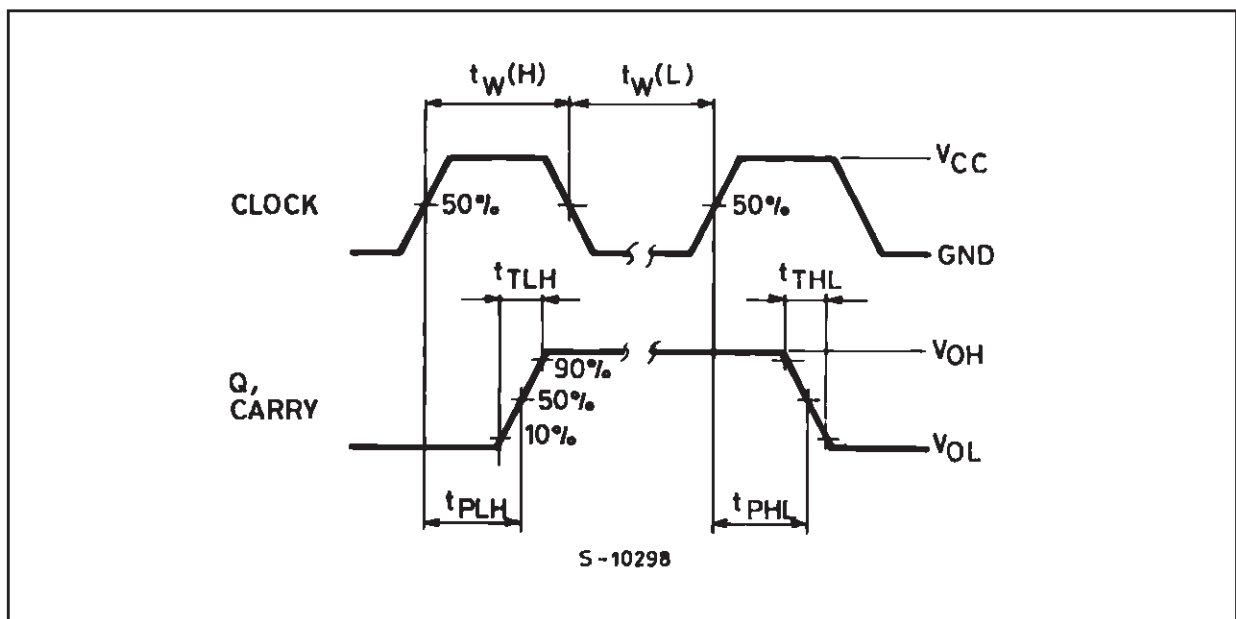 tW(H) tW(L)
VCC
CLOCK 50% 50%
GND
tTLH tTHL
VOH
90%
Q,
CARRY
50%
10%
VOL
tPLH tPHL
S-10298